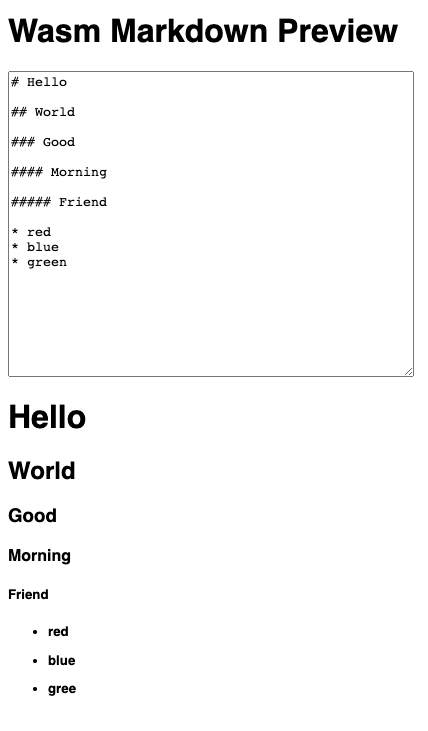 Wasm Markdown Preview
# Hello
## World
### Good
#### Morning
##### Friend
* red
* blue
* green
Hello
World
Good
Morning
Friend
• red
• blue
• gree